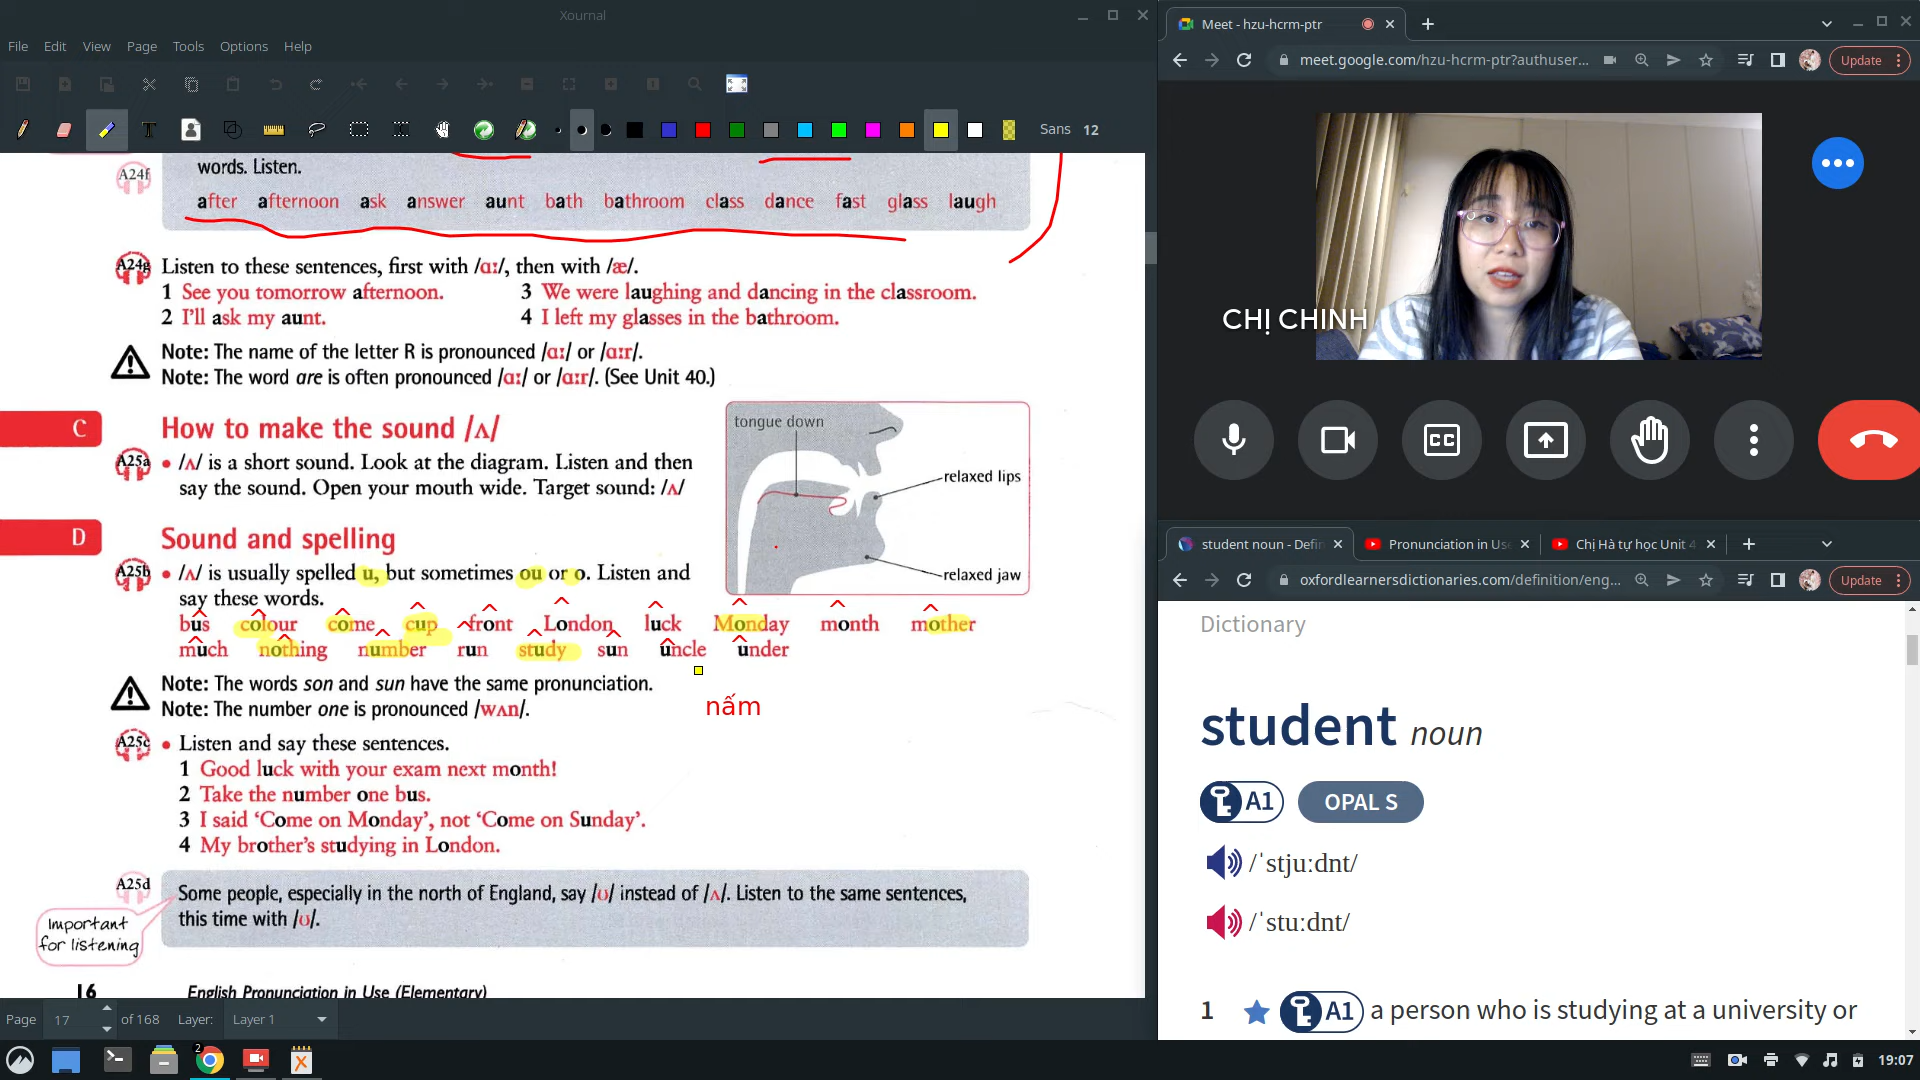 Xournal
File Edit View Page Tools Options Help
Sans 12
A24f
words. Listen.
after afternoon ask answer aunt bath bathroom class dance fast glass laugh
A24g Listen to these sentences, first with /ɑː/, then with /æ/.
1 See you tomorrow afternoon. 3 We were laughing and dancing in the classroom.
2 I'll ask my aunt. 4 I left my glasses in the bathroom.
Note: The name of the letter R is pronounced /ɑː/ or /ɑːr/.
Note: The word are is often pronounced /ɑː/ or /ɑːr/. (See Unit 40.)
C How to make the sound /ʌ/
A25a • /ʌ/ is a short sound. Look at the diagram. Listen and then
say the sound. Open your mouth wide. Target sound: /ʌ/
tongue down
relaxed lips
relaxed jaw
D Sound and spelling
A25b • /ʌ/ is usually spelled u, but sometimes ou or o. Listen and
say these words.
bus colour come cup front London luck Monday month mother
much nothing number run study sun uncle under
Note: The words son and sun have the same pronunciation.
Note: The number one is pronounced /wʌn/.
nấm
A25c • Listen and say these sentences.
1 Good luck with your exam next month!
2 Take the number one bus.
3 I said 'Come on Monday', not 'Come on Sunday'.
4 My brother's studying in London.
A25d
Some people, especially in the north of England, say /ʊ/ instead of /ʌ/. Listen to the same sentences,
this time with /ʊ/.
Important
for listening
16 English Pronunciation in Use (Elementary)
Page 17 of 168 Layer: Layer 1
2
Meet - hzu-hcrm-ptr
meet.google.com/hzu-hcrm-ptr?authuser...
Update
CHỊ CHINH
CC
student noun - Defin
Pronunciation in Us
Chị Hà tự học Unit 4
oxfordlearnersdictionaries.com/definition/eng...
Update
Dictionary
student noun
A1 OPAL S
/ˈstjuːdnt/
/ˈstuːdnt/
1 A1 a person who is studying at a university or
19:07